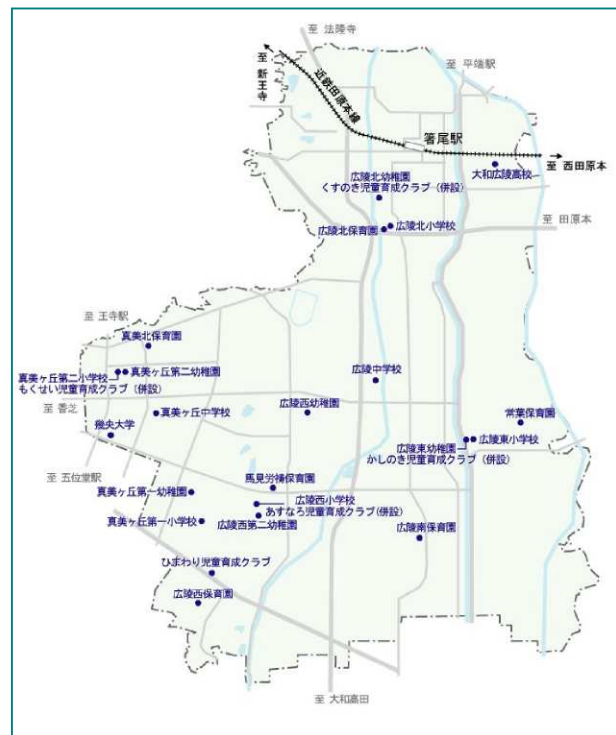 至 法隆寺
至 新王寺
近鉄田原本線
至 平端駅
箸尾駅
大和広陵高校
至 西田原本
広陵北幼稚園
くすのき児童育成クラブ（併設）
広陵北保育園
広陵北小学校
至 田原本
至 王寺駅
真美北保育園
真美ヶ丘第二小学校
もくせい児童育成クラブ（併設）
真美ヶ丘第二幼稚園
広陵中学校
至 香芝
真美ヶ丘中学校
広陵西幼稚園
常葉保育園
畿央大学
広陵東幼稚園
かしのき児童育成クラブ（併設）
広陵東小学校
至 五位堂駅
馬見労祷保育園
真美ヶ丘第一幼稚園
広陵西小学校
あすなろ児童育成クラブ（併設）
広陵西第二幼稚園
真美ヶ丘第一小学校
広陵南保育園
ひまわり児童育成クラブ
広陵西保育園
至 大和高田